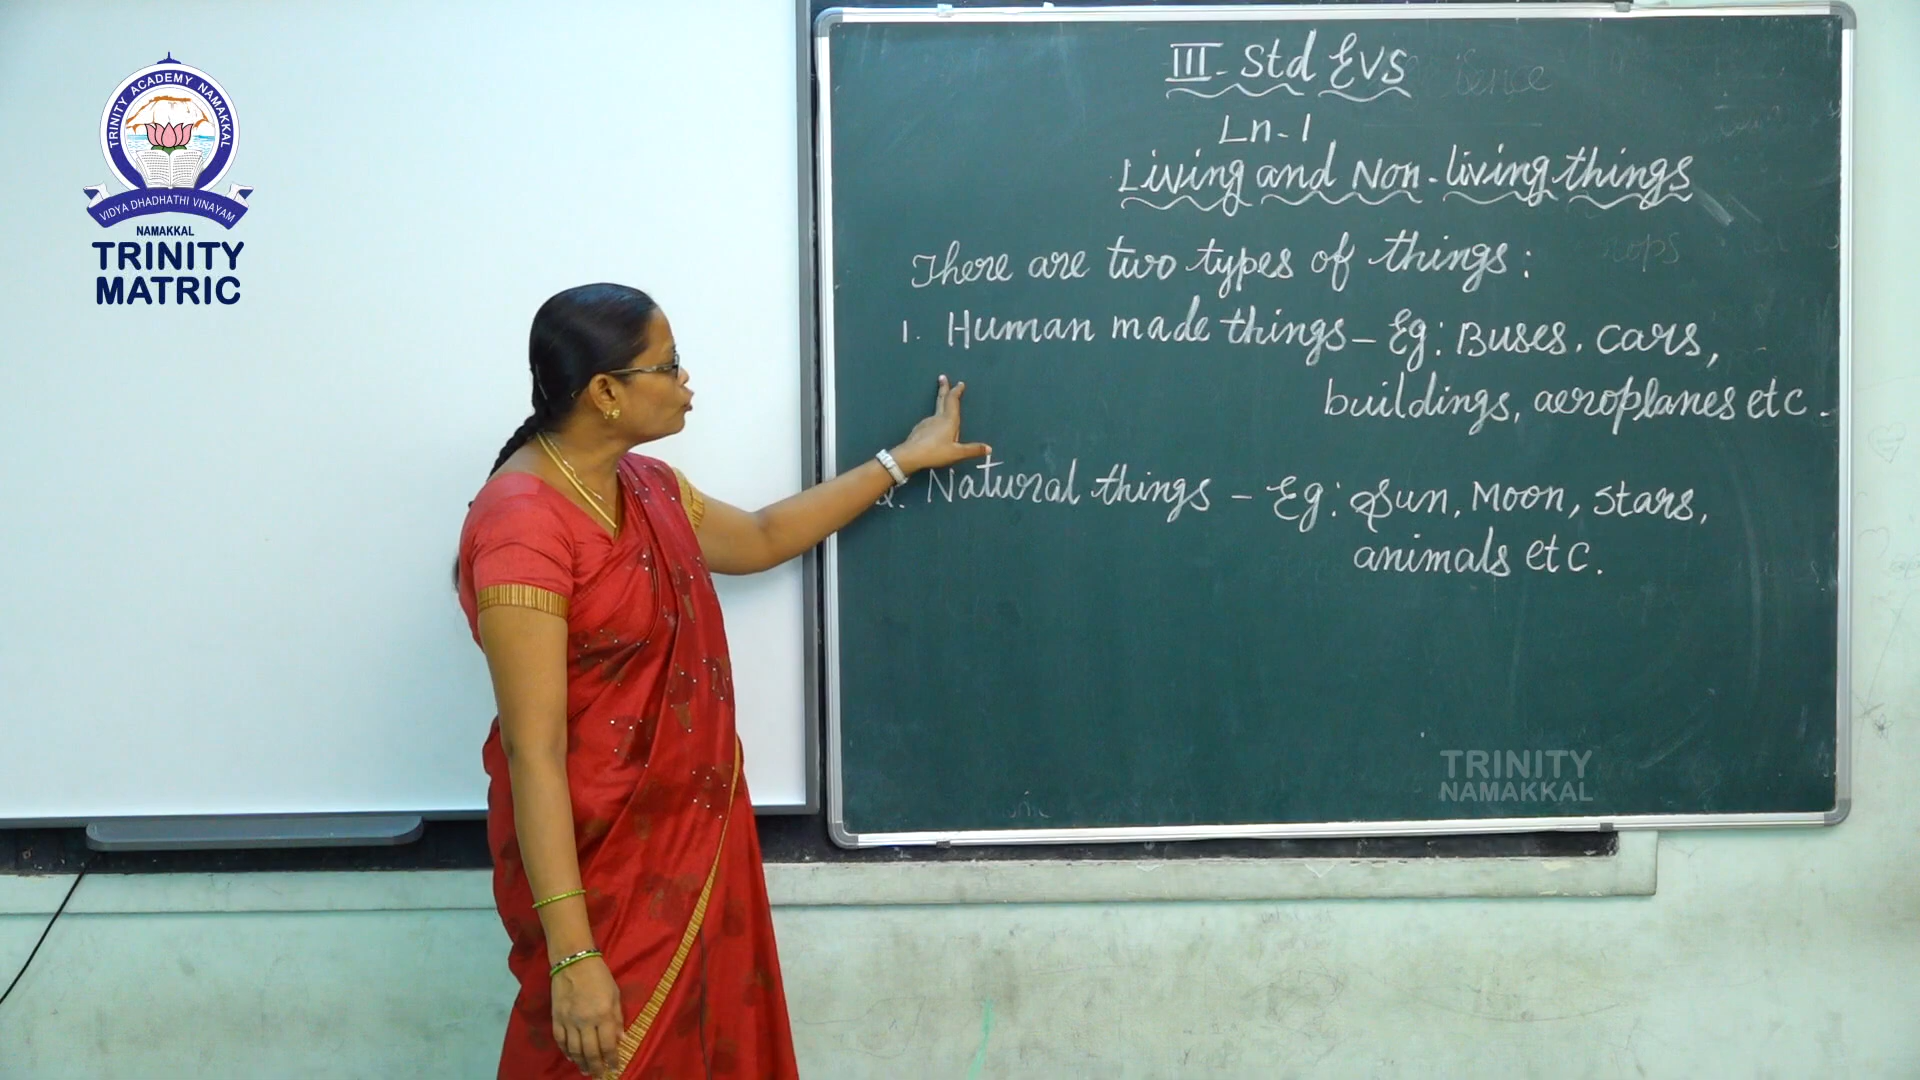 TRINITY ACADEMY NAMAKKAL
VIDYA DHADHATHI VINAYAM
NAMAKKAL
TRINITY
MATRIC
III - Std EVS
Ln - 1
Living and Non-living things
There are two types of things:
1. Human made things – Eg: Buses, cars,
buildings, aeroplanes etc.
2. Natural things – Eg: Sun, Moon, Stars,
animals etc.
TRINITY
NAMAKKAL